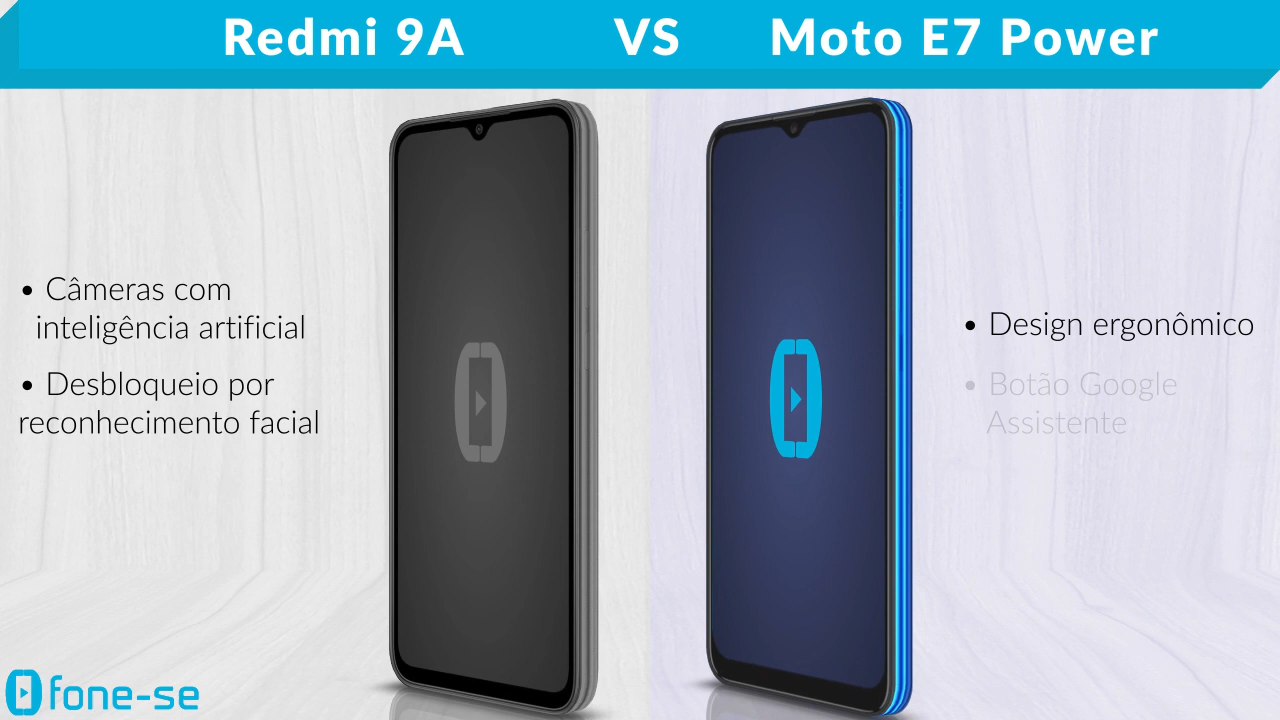 Redmi 9A VS Moto E7 Power
• Câmeras com
inteligência artificial
• Desbloqueio por
reconhecimento facial
• Design ergonômico
• Botão Google
Assistente
fone-se